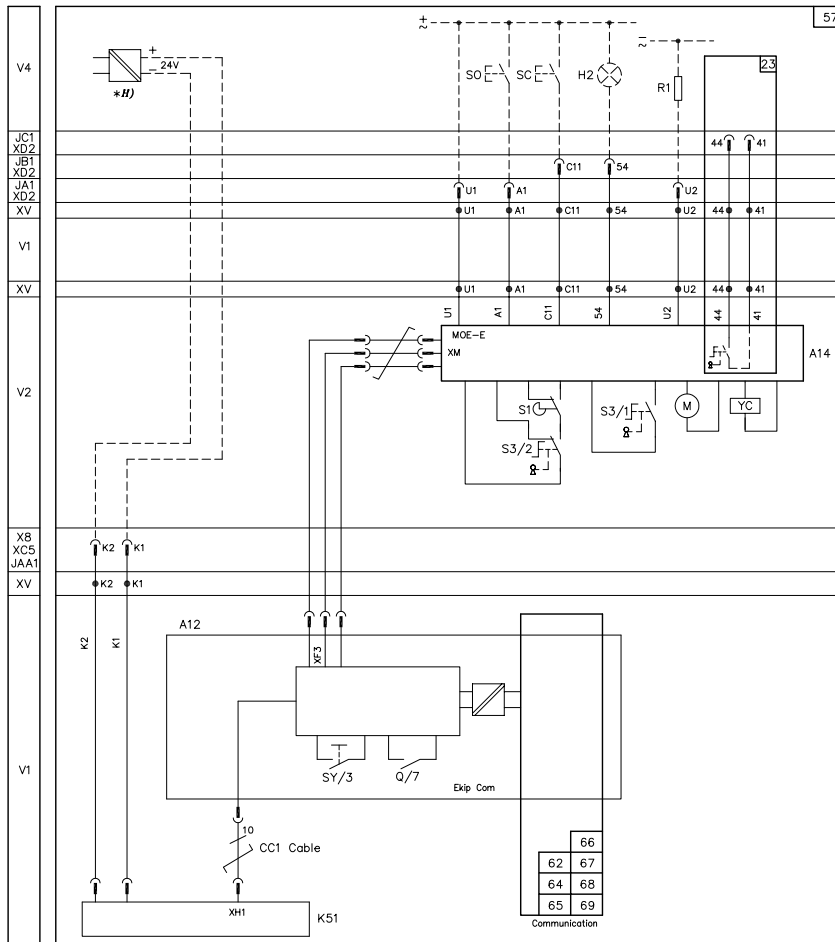 57
V4
+
~
+
−
24V
*H)
SO
SC
H2
−
~
R1
23
JC1
XD2
44
41
JB1
XD2
C11
54
JA1
XD2
U1
A1
U2
XV
U1
A1
C11
54
U2
44
41
V1
XV
U1
A1
C11
54
U2
44
41
U1
A1
C11
54
U2
44
41
MOE-E
XM
A14
V2
S1
S3/1
M
YC
S3/2
X8
XC5
JAA1
K2
K1
XV
K2
K1
A12
K2
K1
XF3
V1
SY/3
Q/7
Ekip Com
10
CC1 Cable
66
62
67
64
68
65
69
Communication
XH1
K51